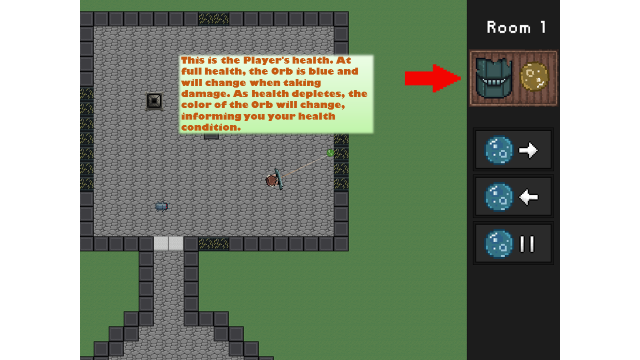 Room 1
This is the Player's health. At
full health, the Orb is blue and
will change when taking
damage. As health depletes, the
color of the Orb will change,
informing you your health
condition.